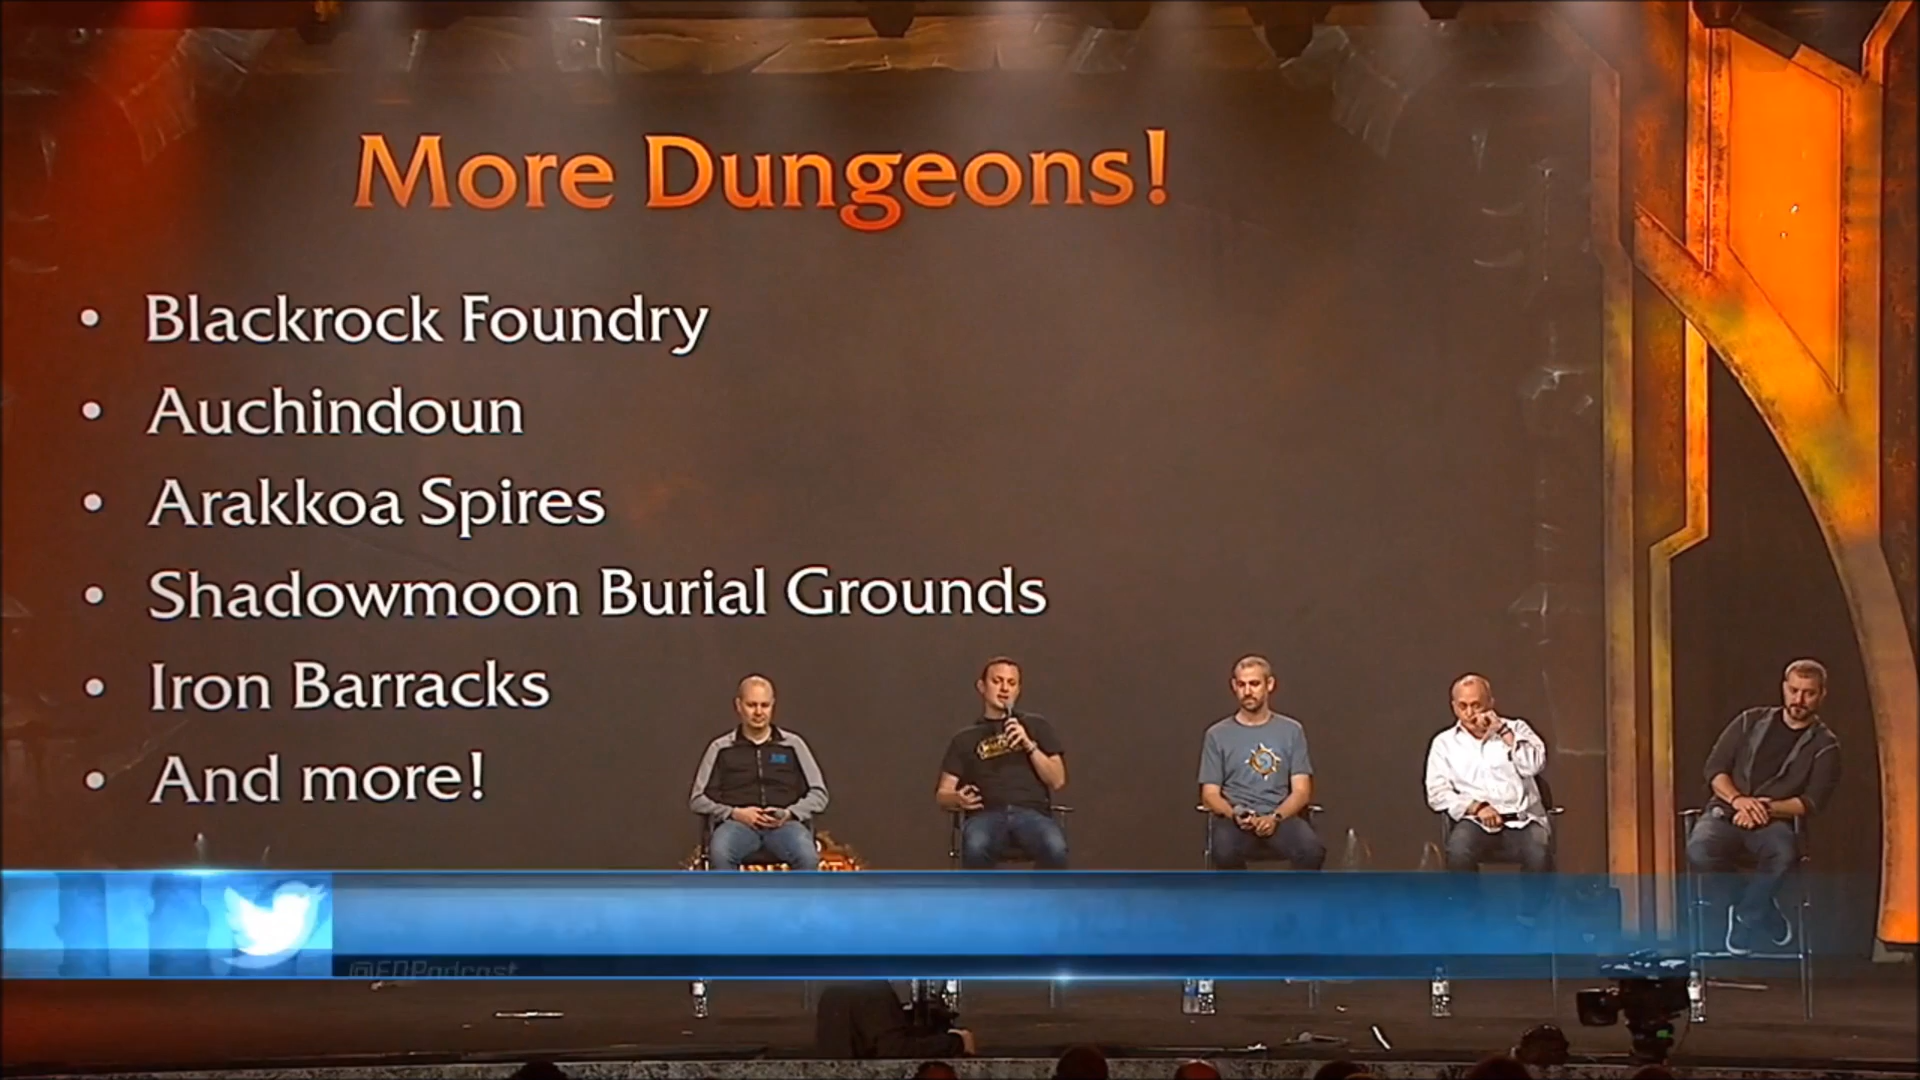 More Dungeons!
• Blackrock Foundry
• Auchindoun
• Arakkoa Spires
• Shadowmoon Burial Grounds
• Iron Barracks
• And more!